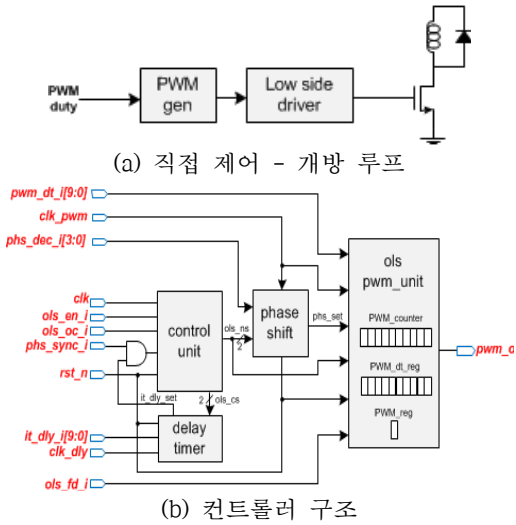 PWM duty
PWM gen
Low side driver
(a) 직접 제어 - 개방 루프
pwm_dt_i[9:0]
clk_pwm
phs_dec_i[3:0]
clk
ols_en_i
ols_oc_i
phs_sync_i
rst_n
it_dly_i[9:0]
clk_dly
ols_fd_i
control unit
ols_ns
2
phase shift
phs_set
it_dly_set
2
ols_cs
delay timer
ols pwm_unit
PWM_counter
PWM_dt_reg
PWM_reg
pwm_o
(b) 컨트롤러 구조